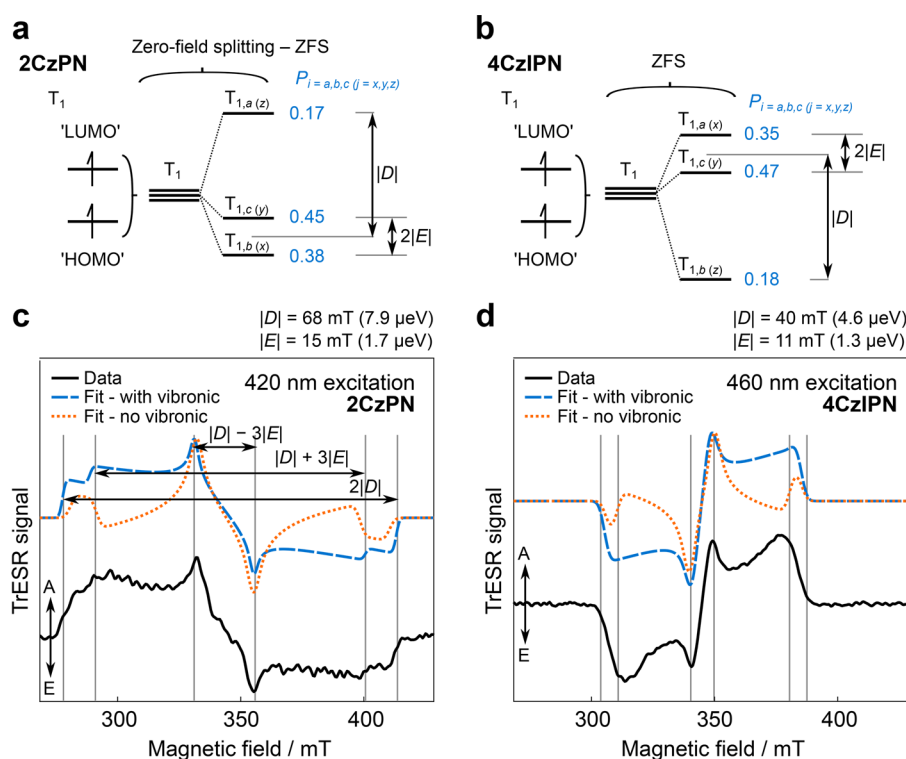 a
2CzPN
Zero-field splitting – ZFS
T1
'LUMO'
'HOMO'
T1
P i = a,b,c (j = x,y,z)
T1,a (z)
0.17
T1,c (y)
0.45
T1,b (x)
0.38
|D|
2|E|
b
4CzIPN
ZFS
T1
'LUMO'
'HOMO'
T1
P i = a,b,c (j = x,y,z)
T1,a (x)
0.35
T1,c (y)
0.47
T1,b (z)
0.18
2|E|
|D|
c
|D| = 68 mT (7.9 µeV)
|E| = 15 mT (1.7 µeV)
Data
Fit - with vibronic
Fit - no vibronic
420 nm excitation
2CzPN
|D| − 3|E|
|D| + 3|E|
2|D|
A
E
TrESR signal
300
350
400
Magnetic field / mT
d
|D| = 40 mT (4.6 µeV)
|E| = 11 mT (1.3 µeV)
Data
Fit - with vibronic
Fit - no vibronic
460 nm excitation
4CzIPN
A
E
TrESR signal
300
350
400
Magnetic field / mT